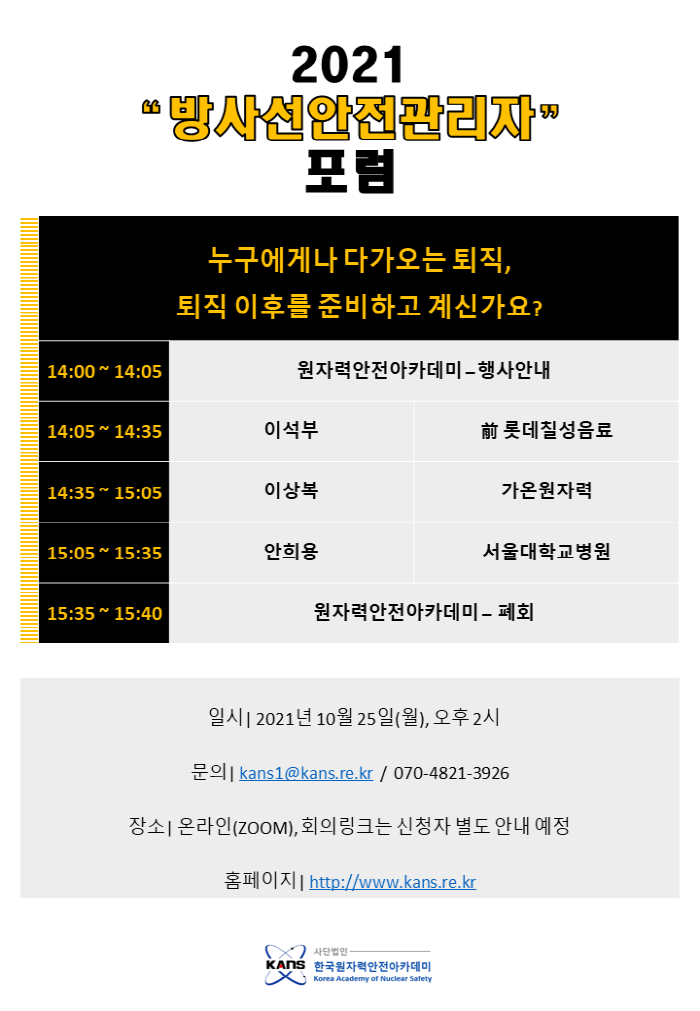 2021
“방사선안전관리자”
포럼
누구에게나 다가오는 퇴직,
퇴직 이후를 준비하고 계신가요?
14:00 ~ 14:05 원자력안전아카데미 – 행사안내
14:05 ~ 14:35 이석부 前 롯데칠성음료
14:35 ~ 15:05 이상복 가온원자력
15:05 ~ 15:35 안희용 서울대학교병원
15:35 ~ 15:40 원자력안전아카데미 – 폐회
일시| 2021년 10월 25일(월), 오후 2시
문의| kans1@kans.re.kr / 070-4821-3926
장소| 온라인(ZOOM), 회의링크는 신청자 별도 안내 예정
홈페이지| http://www.kans.re.kr
KANS
사단법인
한국원자력안전아카데미
Korea Academy of Nuclear Safety